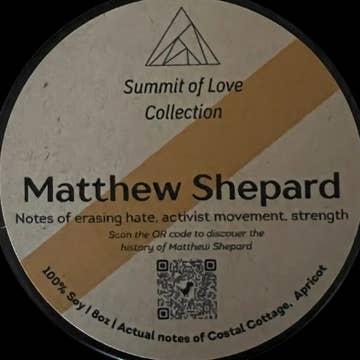 Summit of Love
Collection
Matthew Shepard
Notes of erasing hate, activist movement, strength
Scan the QR code to discover the
history of Matthew Shepard
100% Soy | 8oz | Actual notes of Costal Cottage, Apricot